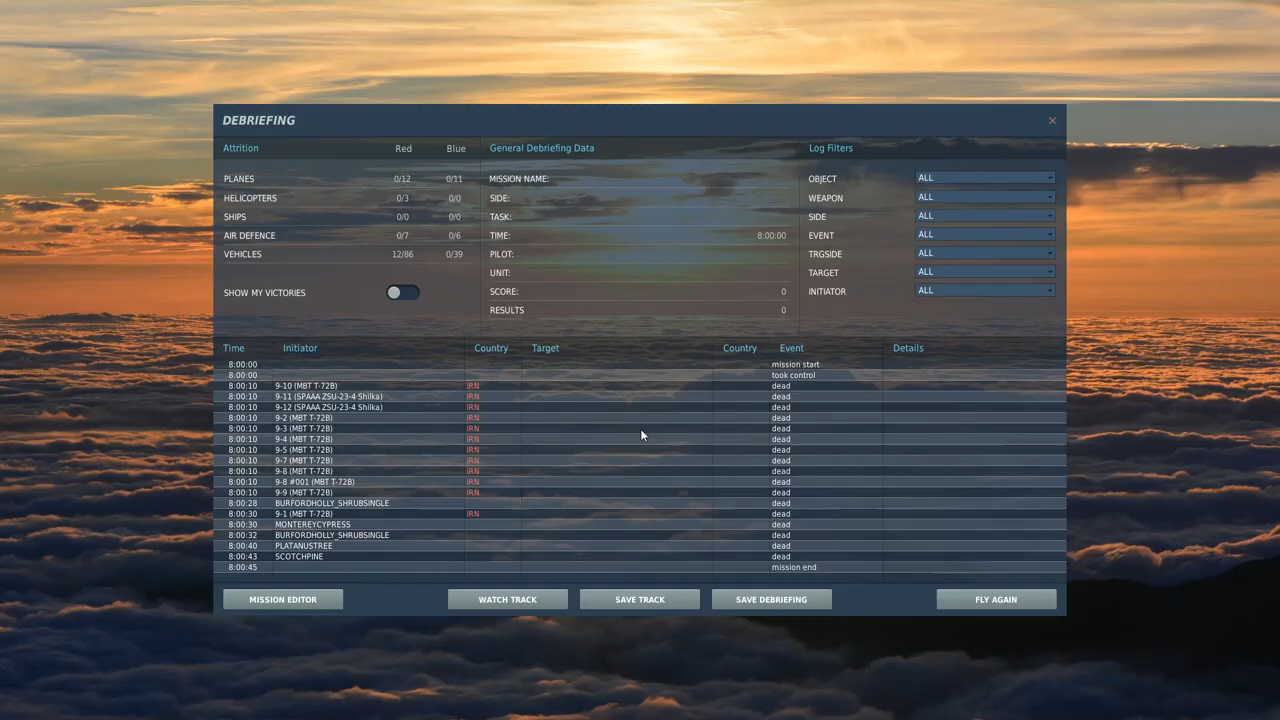 DEBRIEFING
Attrition Red Blue
PLANES 0/12 0/11
HELICOPTERS 0/3 0/0
SHIPS 0/0 0/0
AIR DEFENCE 0/7 0/6
VEHICLES 12/86 0/39
SHOW MY VICTORIES
General Debriefing Data
MISSION NAME:
SIDE:
TASK:
TIME: 8:00:00
PILOT:
UNIT:
SCORE: 0
RESULTS 0
Log Filters
OBJECT ALL
WEAPON ALL
SIDE ALL
EVENT ALL
TRGSIDE ALL
TARGET ALL
INITIATOR ALL
Time Initiator Country Target Country Event Details
8:00:00 mission start
8:00:00 took control
8:00:10 9-10 (MBT T-72B) IRN dead
8:00:10 9-11 (SPAAA ZSU-23-4 Shilka) IRN dead
8:00:10 9-12 (SPAAA ZSU-23-4 Shilka) IRN dead
8:00:10 9-2 (MBT T-72B) IRN dead
8:00:10 9-3 (MBT T-72B) IRN dead
8:00:10 9-4 (MBT T-72B) IRN dead
8:00:10 9-5 (MBT T-72B) IRN dead
8:00:10 9-7 (MBT T-72B) IRN dead
8:00:10 9-8 (MBT T-72B) IRN dead
8:00:10 9-8 #001 (MBT T-72B) IRN dead
8:00:10 9-9 (MBT T-72B) IRN dead
8:00:28 BURFORDHOLLY_SHRUBSINGLE dead
8:00:30 9-1 (MBT T-72B) IRN dead
8:00:30 MONTEREYCYPRESS dead
8:00:32 BURFORDHOLLY_SHRUBSINGLE dead
8:00:40 PLATANUSTREE dead
8:00:43 SCOTCHPINE dead
8:00:45 mission end
MISSION EDITOR WATCH TRACK SAVE TRACK SAVE DEBRIEFING FLY AGAIN